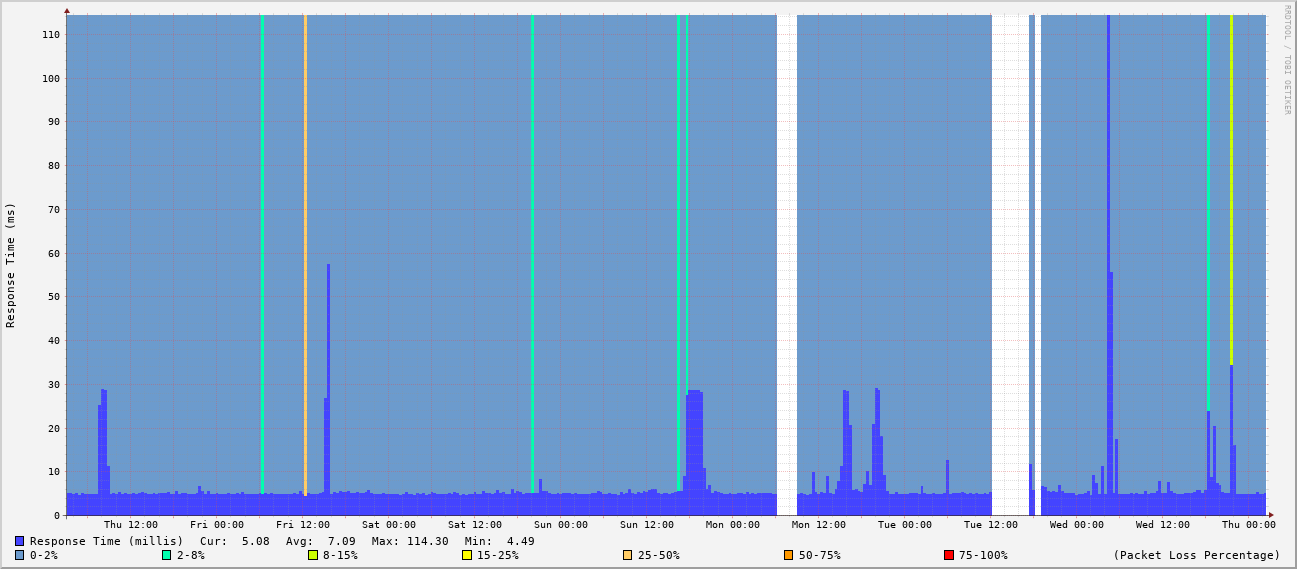 RRDTOOL / TOBI OETIKER
Response Time (ms)
110
100
90
80
70
60
50
40
30
20
10
0
Thu 12:00 Fri 00:00 Fri 12:00 Sat 00:00 Sat 12:00 Sun 00:00 Sun 12:00 Mon 00:00 Mon 12:00 Tue 00:00 Tue 12:00 Wed 00:00 Wed 12:00 Thu 00:00
Response Time (millis) Cur: 5.08 Avg: 7.09 Max: 114.30 Min: 4.49
0-2% 2-8% 8-15% 15-25% 25-50% 50-75% 75-100% (Packet Loss Percentage)